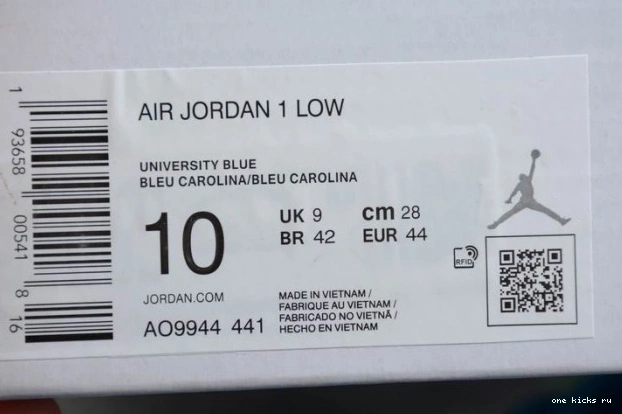 AIR JORDAN 1 LOW
UNIVERSITY BLUE
BLEU CAROLINA/BLEU CAROLINA
10
UK 9 cm 28
BR 42 EUR 44
RFID
JORDAN.COM
AO9944 441
MADE IN VIETNAM /
FABRIQUE AU VIETNAM /
FABRICADO NO VIETNÃ /
HECHO EN VIETNAM
1 93658 00541 8 16
one kicks ru